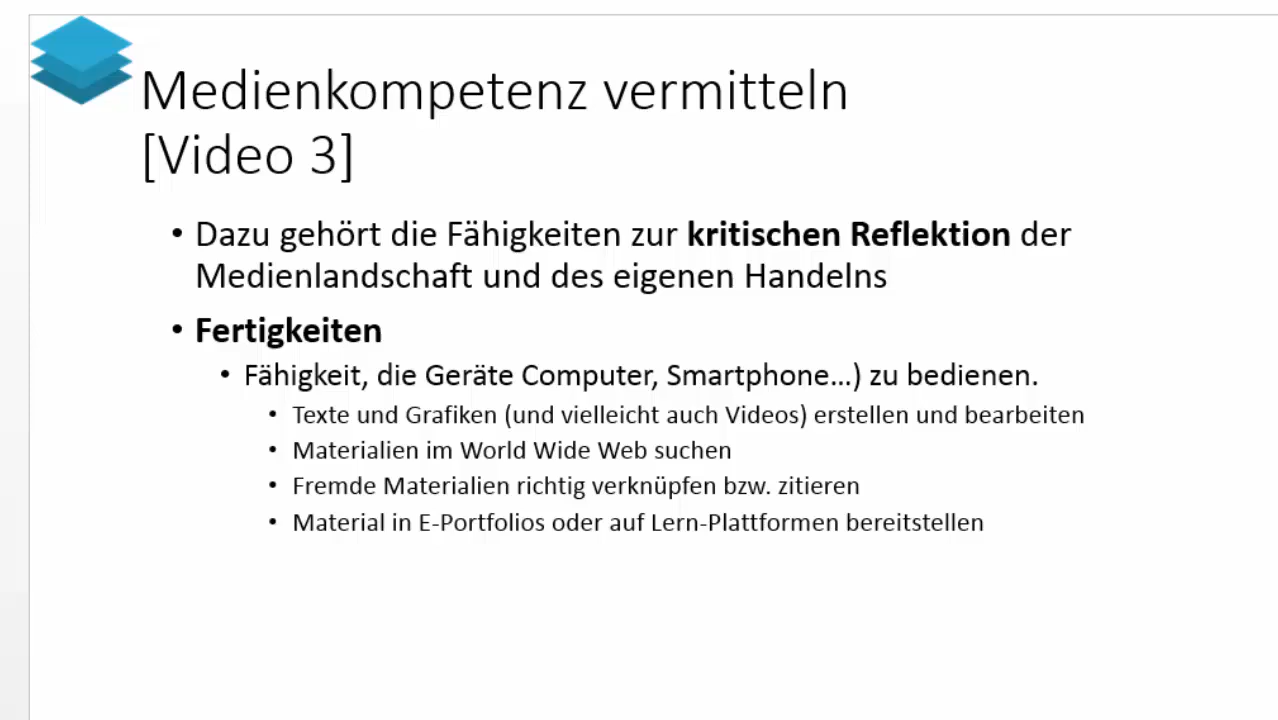 Medienkompetenz vermitteln
[Video 3]
• Dazu gehört die Fähigkeiten zur kritischen Reflektion der
Medienlandschaft und des eigenen Handelns
• Fertigkeiten
• Fähigkeit, die Geräte Computer, Smartphone...) zu bedienen.
• Texte und Grafiken (und vielleicht auch Videos) erstellen und bearbeiten
• Materialien im World Wide Web suchen
• Fremde Materialien richtig verknüpfen bzw. zitieren
• Material in E-Portfolios oder auf Lern-Plattformen bereitstellen